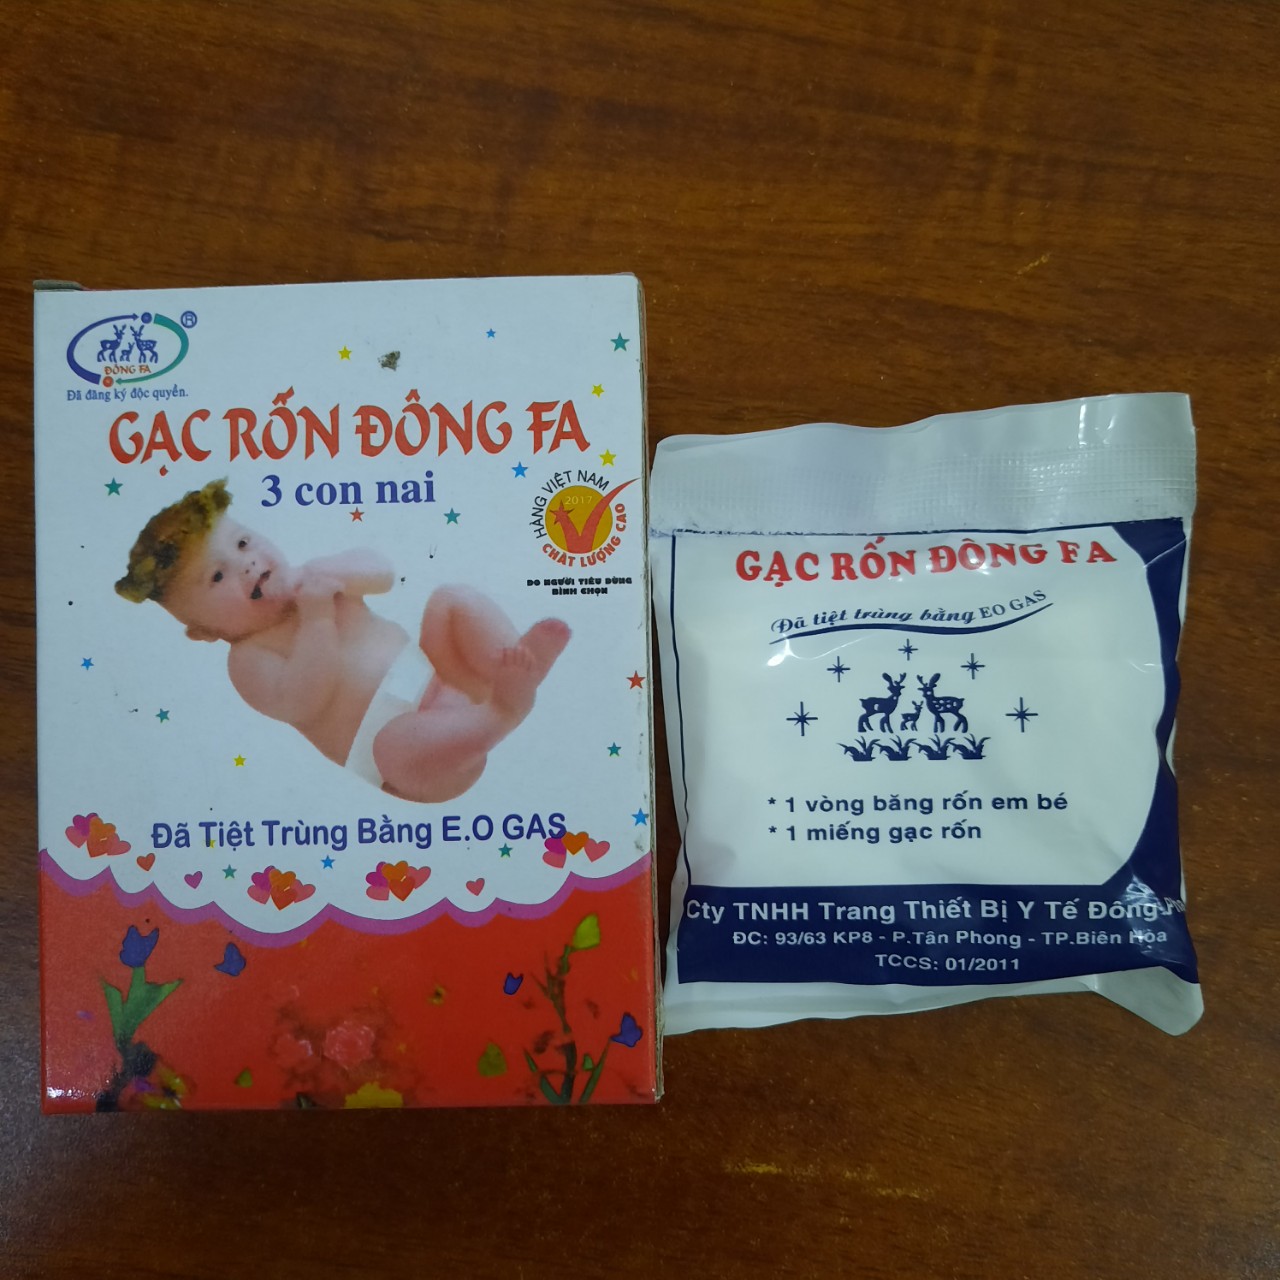 ĐÔNG FA
®
Đã đăng ký độc quyền.
GẠC RỐN ĐÔNG FA
3 con nai
HÀNG VIỆT NAM
2017
CHẤT LƯỢNG CAO
DO NGƯỜI TIÊU DÙNG
BÌNH CHỌN
Đã Tiệt Trùng Bằng E.O GAS
GẠC RỐN ĐÔNG FA
Đã tiệt trùng bằng EO GAS
* 1 vòng băng rốn em bé
* 1 miếng gạc rốn
Cty TNHH Trang Thiết Bị Y Tế Đông
ĐC: 93/63 KP8 - P.Tân Phong - TP.Biên Hòa
TCCS: 01/2011